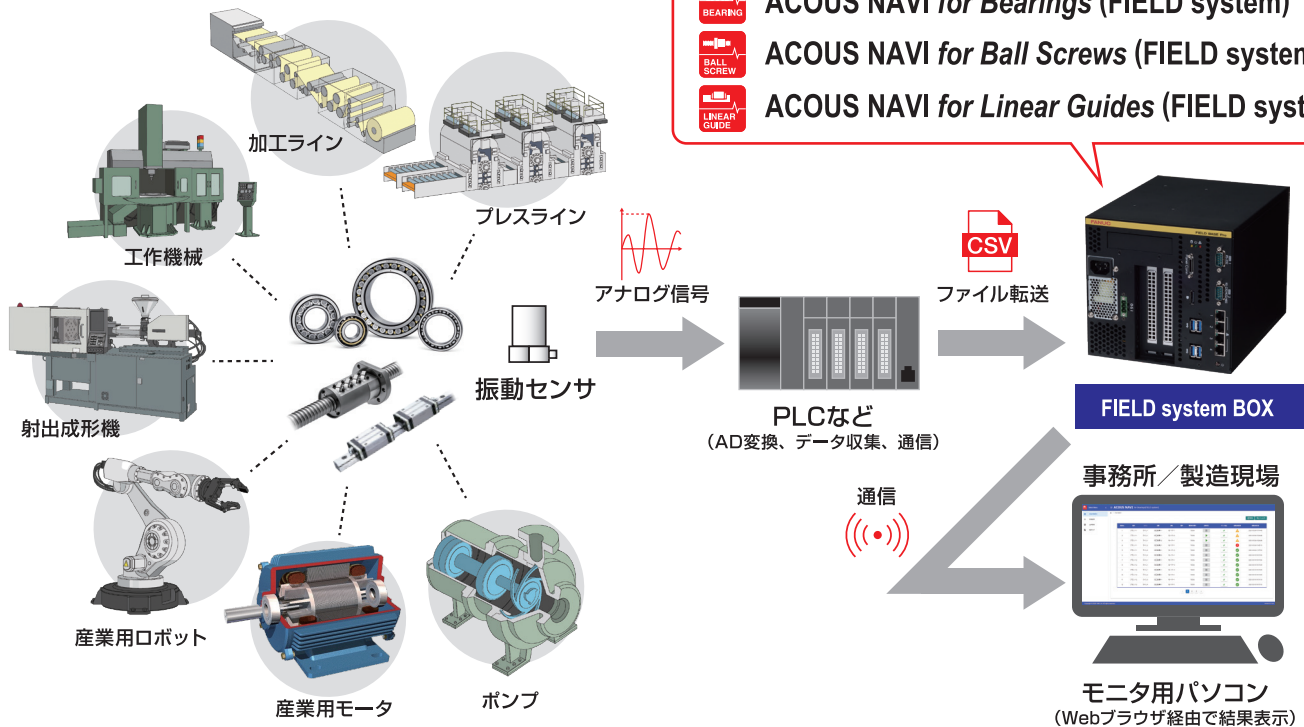 BEARING
ACOUS NAVI for Bearings (FIELD system)
BALL
SCREW
ACOUS NAVI for Ball Screws (FIELD system
LINEAR
GUIDE
ACOUS NAVI for Linear Guides (FIELD syst
加工ライン
プレスライン
工作機械
射出成形機
産業用ロボット
産業用モータ
ポンプ
振動センサ
アナログ信号
PLCなど
(AD変換、データ収集、通信)
CSV
ファイル転送
FANUC
FIELD system BOX
通信
事務所／製造現場
ACOUS NAVI
モニタ用パソコン
(Webブラウザ経由で結果表示)